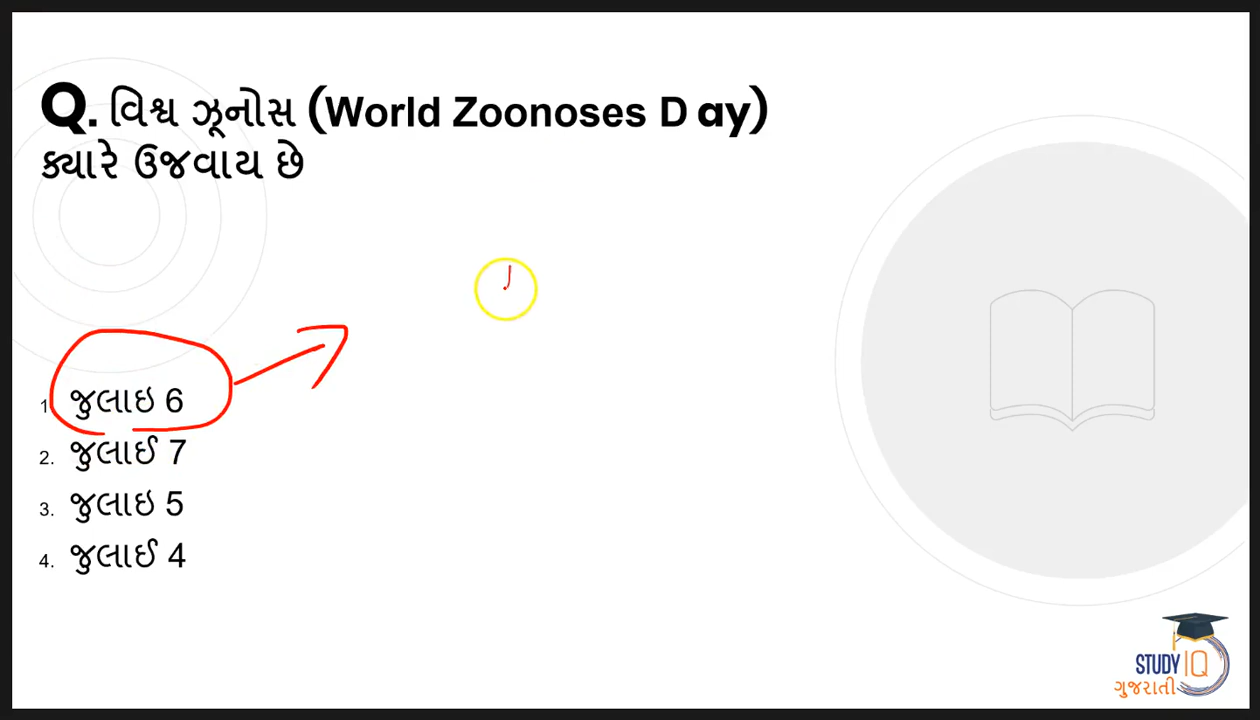 Q. વિશ્વ ઝૂનોસ (World Zoonoses D ay)
ક્યારે ઉજવાય છે
1. જુલાઇ 6
2. જુલાઈ 7
3. જુલાઇ 5
4. જુલાઈ 4
STUDY IQ
ગુજરાતી